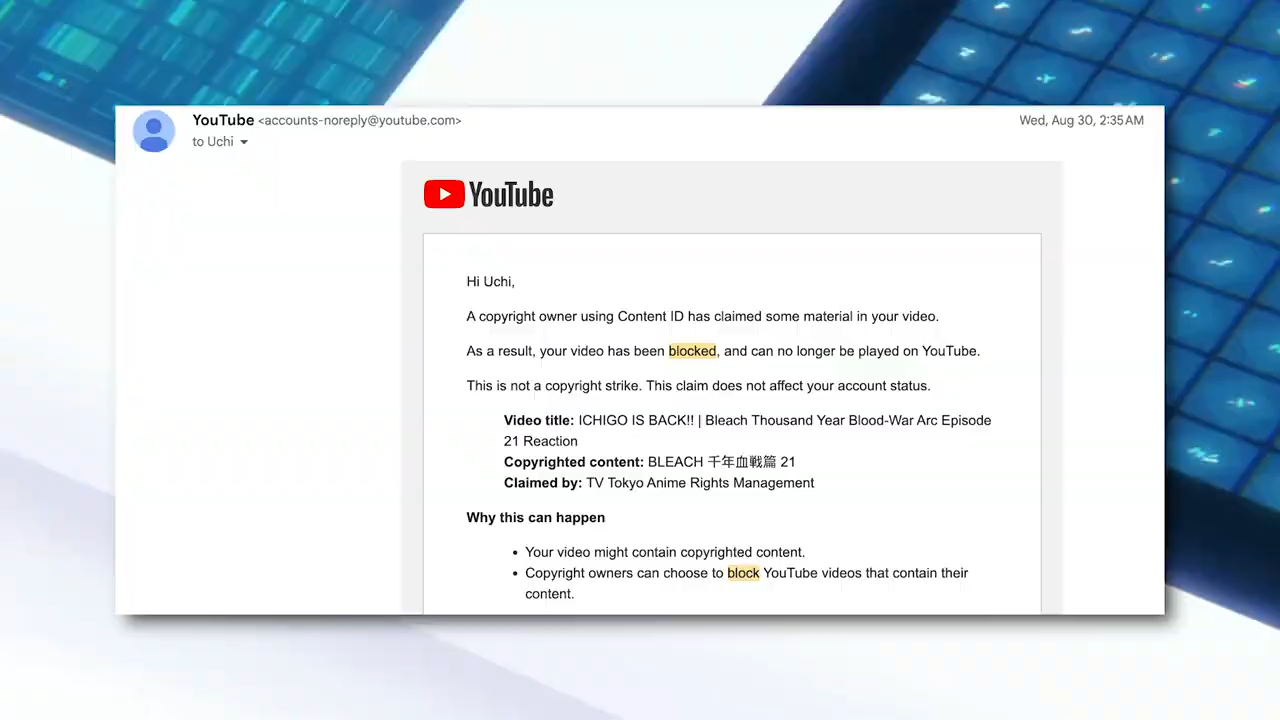 YouTube <accounts-noreply@youtube.com>
Wed, Aug 30, 2:35AM
to Uchi
YouTube
Hi Uchi,
A copyright owner using Content ID has claimed some material in your video.
As a result, your video has been blocked, and can no longer be played on YouTube.
This is not a copyright strike. This claim does not affect your account status.
Video title: ICHIGO IS BACK!! | Bleach Thousand Year Blood-War Arc Episode
21 Reaction
Copyrighted content: BLEACH 千年血戦篇 21
Claimed by: TV Tokyo Anime Rights Management
Why this can happen
• Your video might contain copyrighted content.
• Copyright owners can choose to block YouTube videos that contain their
content.